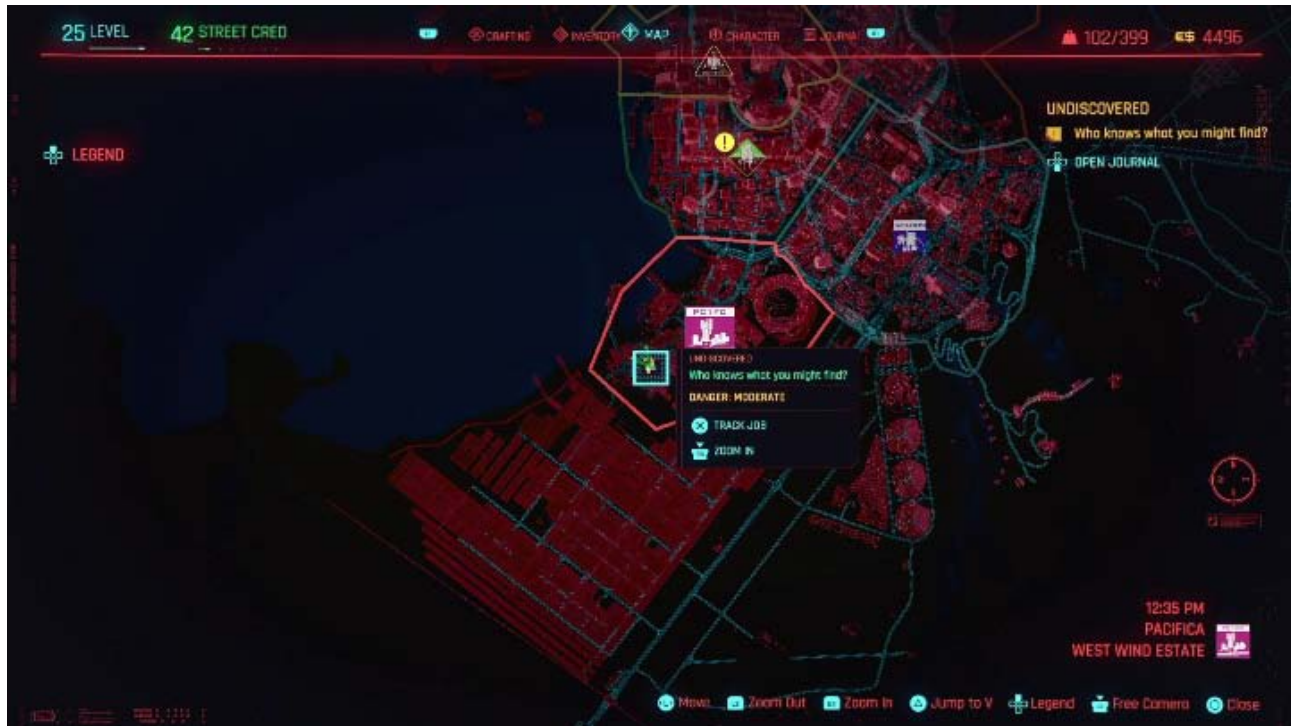 25 LEVEL
42 STREET CRED
CRAFTING
INVENTORY
MAP
CHARACTER
JOURNAL
102/399
E$ 4496
LEGEND
UNDISCOVERED
Who knows what you might find?
OPEN JOURNAL
UNDISCOVERED
Who knows what you might find?
DANGER: MODERATE
TRACK JOB
ZOOM IN
12:35 PM
PACIFICA
WEST WIND ESTATE
Move
Zoom Out
Zoom In
Jump to V
Legend
Free Camera
Close